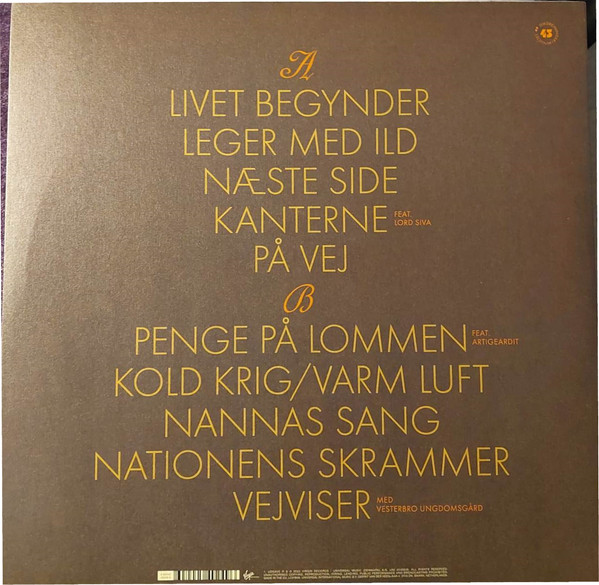 43
A
LIVET BEGYNDER
LEGER MED ILD
NÆSTE SIDE
KANTERNE FEAT. LORD SIVA
PÅ VEJ
B
PENGE PÅ LOMMEN FEAT. ARTIGEARDIT
KOLD KRIG/VARM LUFT
NANNAS SANG
NATIONENS SKRAMMER
VEJVISER MED VESTERBRO UNGDOMSGÅRD